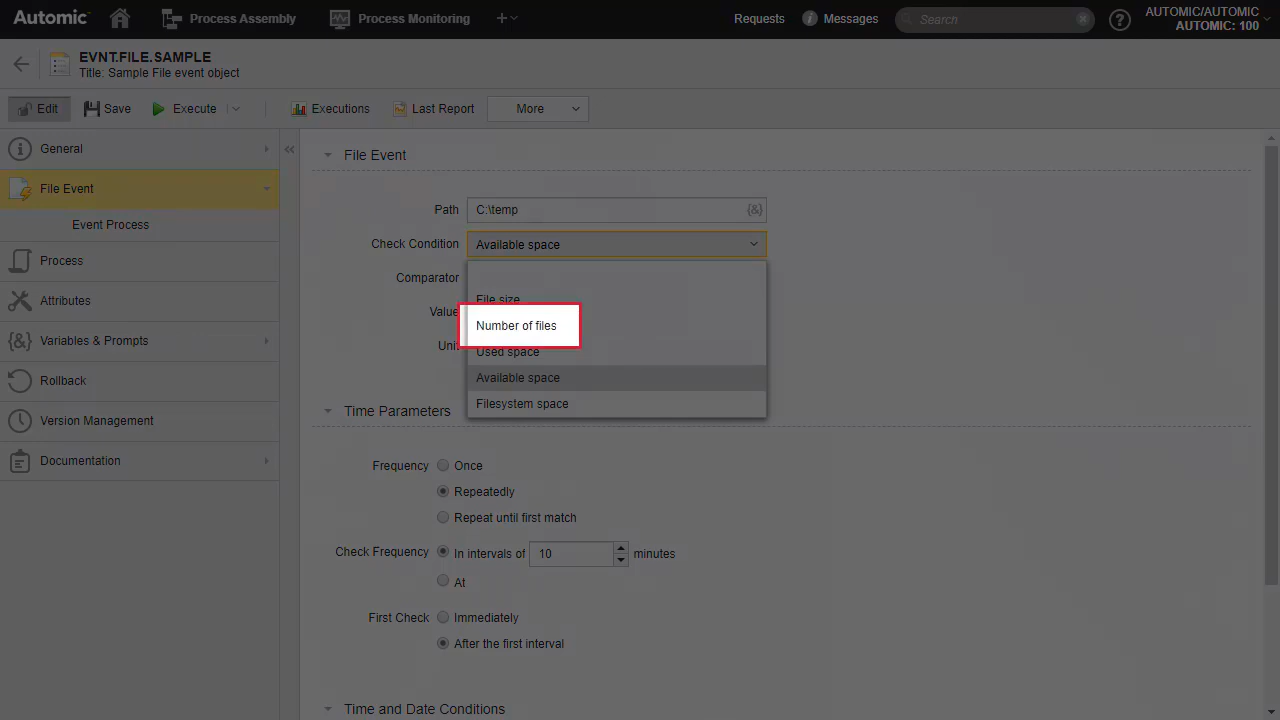 Automic Process Assembly Process Monitoring Requests Messages Search AUTOMIC/AUTOMIC
AUTOMIC: 100
EVNT.FILE.SAMPLE
Title: Sample File event object
Edit Save Execute Executions Last Report More
General
File Event
Event Process
Process
Attributes
Variables & Prompts
Rollback
Version Management
Documentation
File Event
Path C:\temp {&}
Check Condition Available space
Comparator
Value
Unit
File size
Number of files
Used space
Available space
Filesystem space
Time Parameters
Frequency Once
Repeatedly
Repeat until first match
Check Frequency In intervals of 10 minutes
At
First Check Immediately
After the first interval
Time and Date Conditions